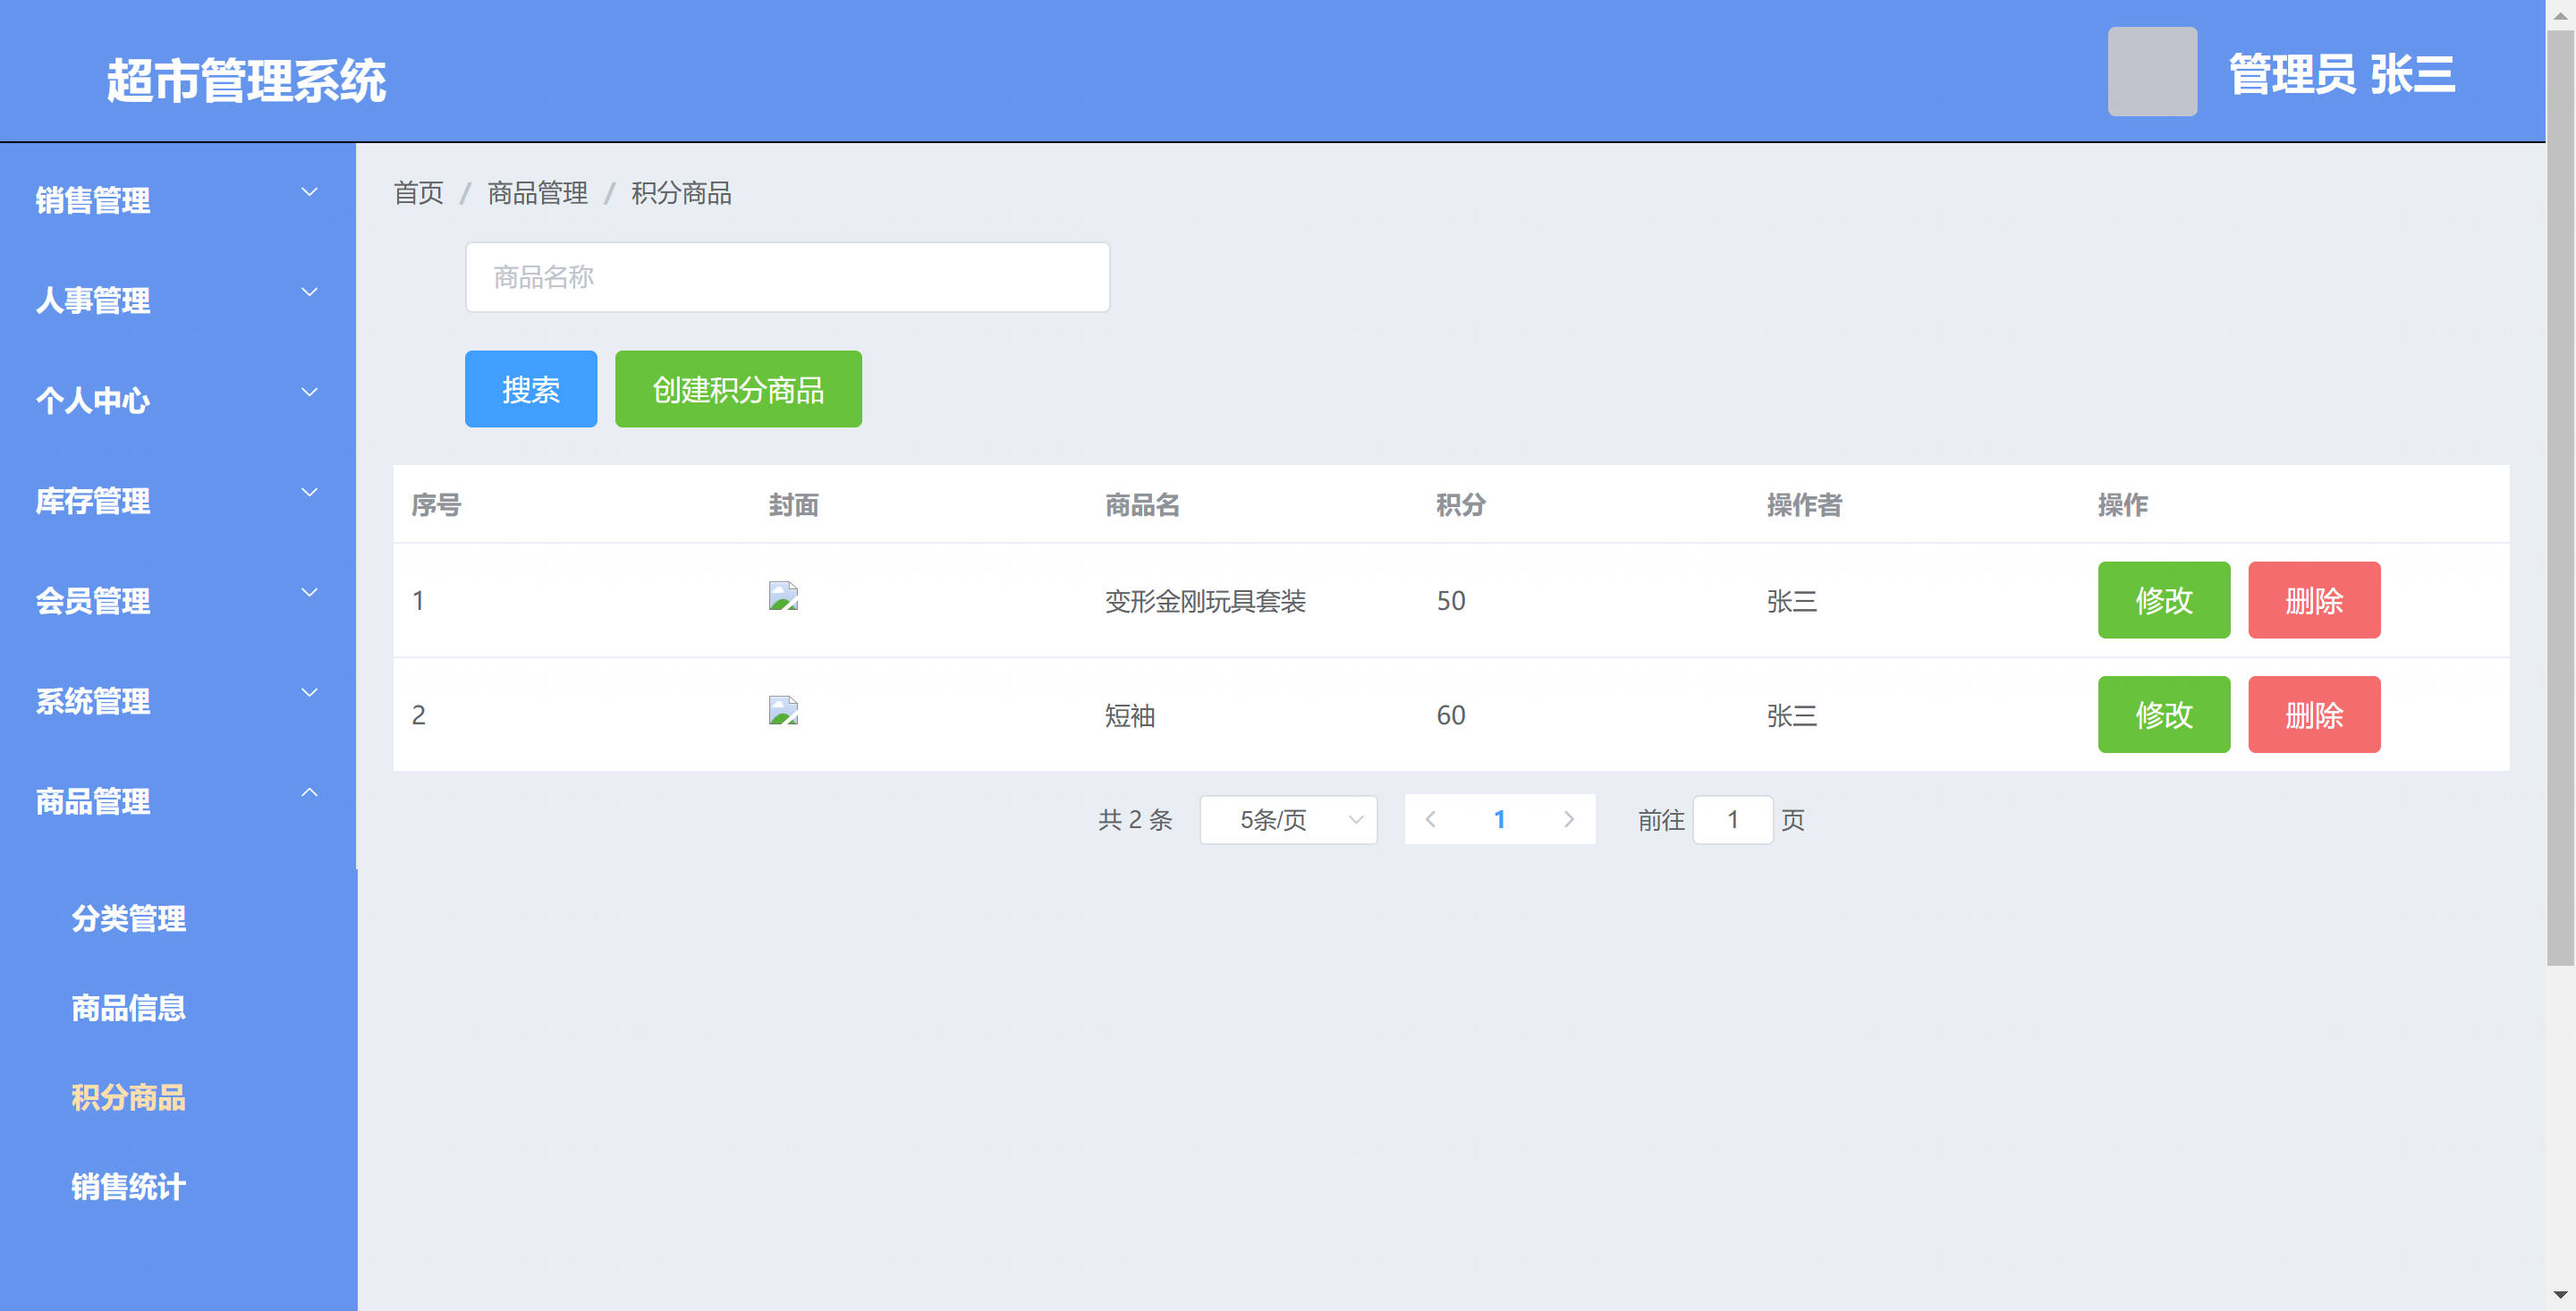 超市管理系统
管理员 张三
销售管理
人事管理
个人中心
库存管理
会员管理
系统管理
商品管理
分类管理
商品信息
积分商品
销售统计
首页 / 商品管理 / 积分商品
商品名称
搜索 创建积分商品
序号 封面 商品名 积分 操作者 操作
1 变形金刚玩具套装 50 张三 修改 删除
2 短袖 60 张三 修改 删除
共 2 条 5条/页 1 前往 1 页